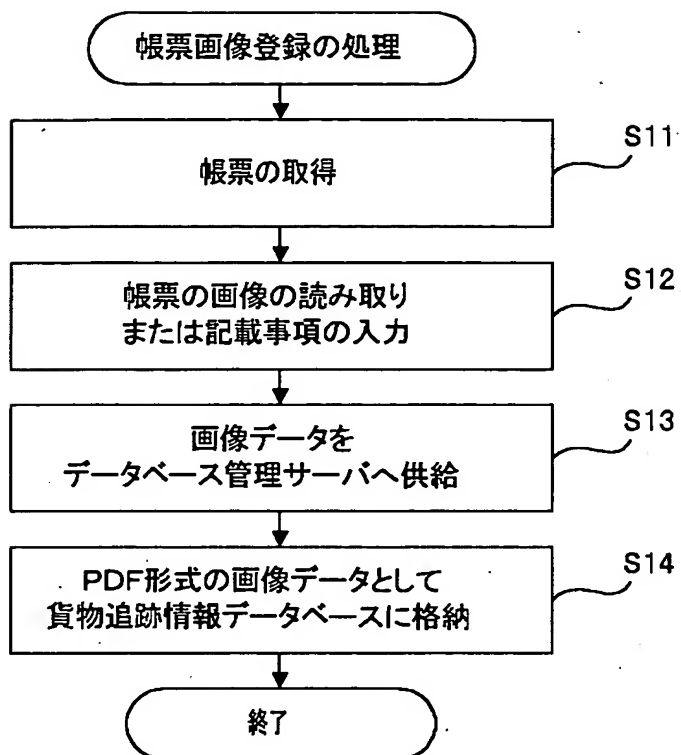 帳票画像登録の処理
帳票の取得
S11
帳票の画像の読み取り
または記載事項の入力
S12
画像データを
データベース管理サーバへ供給
S13
PDF形式の画像データとして
貨物追跡情報データベースに格納
S14
終了